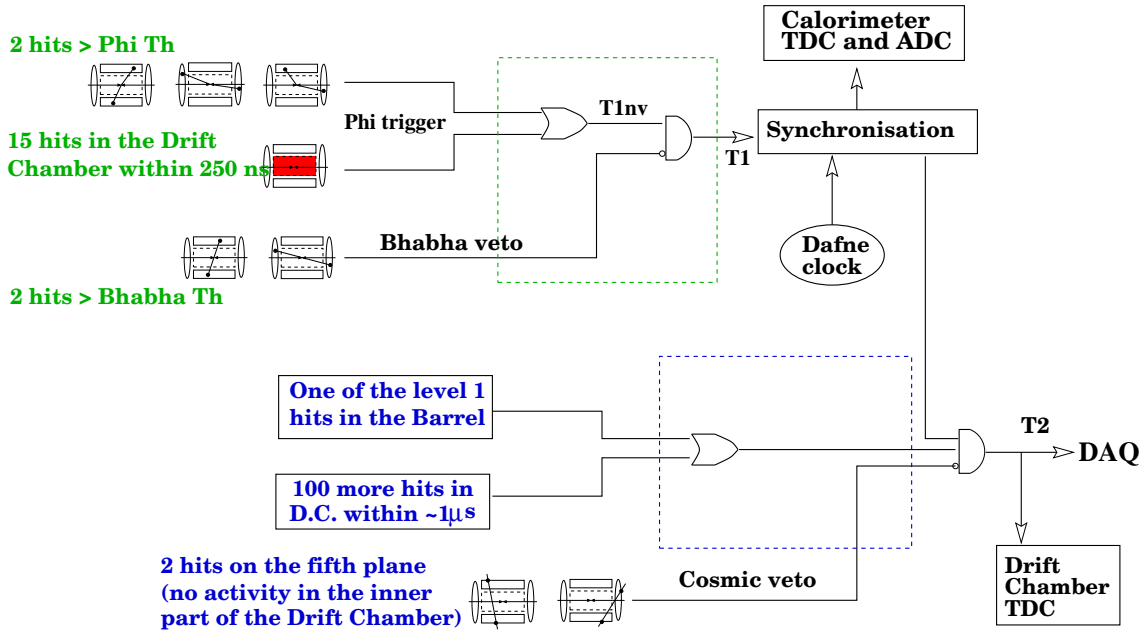 Calorimeter
TDC and ADC
2 hits > Phi Th
Phi trigger
T1nv
15 hits in the Drift
Chamber within 250 ns
T1
Synchronisation
Bhabha veto
Dafne
clock
2 hits > Bhabha Th
One of the level 1
hits in the Barrel
T2
DAQ
100 more hits in
D.C. within ~1μs
2 hits on the fifth plane
(no activity in the inner
part of the Drift Chamber)
Cosmic veto
Drift
Chamber
TDC